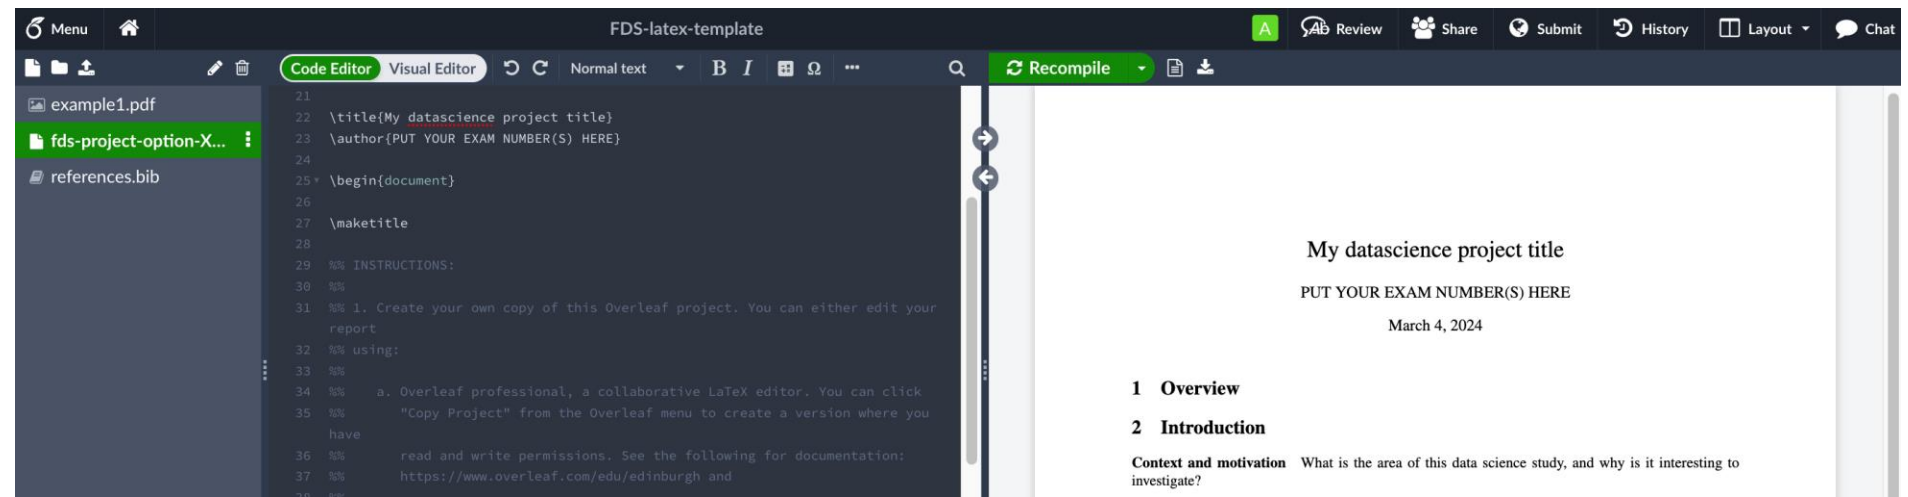 Menu
FDS-latex-template
A
Review
Share
Submit
History
Layout
Chat
Code Editor
Visual Editor
Normal text
B
I
Ω
Recompile
example1.pdf
fds-project-option-X...
references.bib
21
22 \title{My datascience project title}
23 \author{PUT YOUR EXAM NUMBER(S) HERE}
24
25 \begin{document}
26
27 \maketitle
28
29 %% INSTRUCTIONS:
30 %%
31 %% 1. Create your own copy of this Overleaf project. You can either edit your
report
32 %% using:
33 %%
34 %% a. Overleaf professional, a collaborative LaTeX editor. You can click
35 %% "Copy Project" from the Overleaf menu to create a version where you
have
36 %% read and write permissions. See the following for documentation:
37 %% https://www.overleaf.com/edu/edinburgh and
38 %%
My datascience project title
PUT YOUR EXAM NUMBER(S) HERE
March 4, 2024
1 Overview
2 Introduction
Context and motivation What is the area of this data science study, and why is it interesting to
investigate?